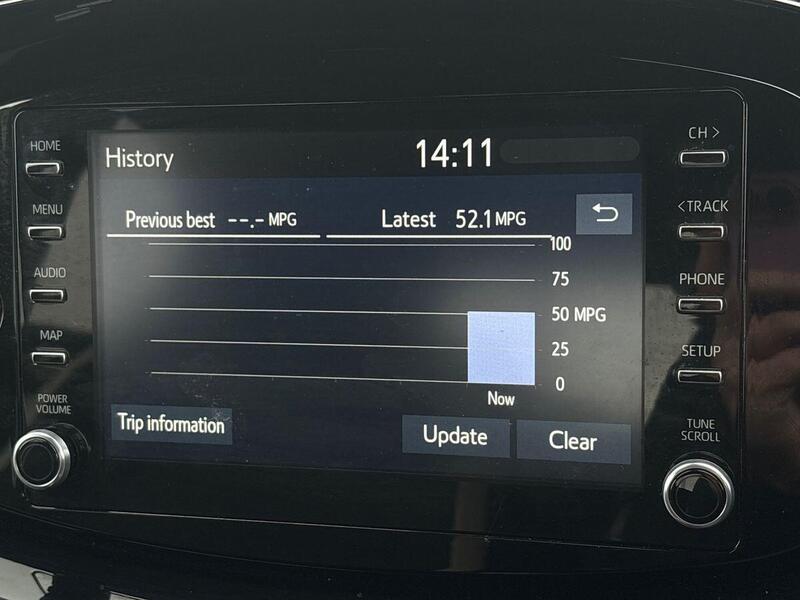 HOME
MENU
AUDIO
MAP
POWER
VOLUME
History 14:11
Previous best --.- MPG Latest 52.1 MPG
100
75
50 MPG
25
0
Now
Trip information Update Clear
CH >
< TRACK
PHONE
SETUP
TUNE
SCROLL